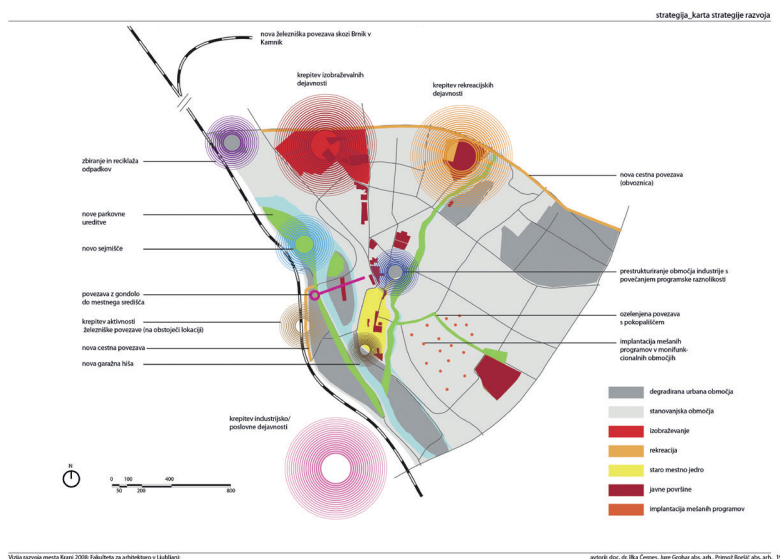 strategija_karta strategije razvoja
nova železniška povezava skozi Brnik v
Kamnik
krepitev izobraževalnih
dejavnosti
krepitev rekreacijskih
dejavnosti
zbiranje in reciklaža
odpadkov
nova cestna povezava
(obvoznica)
nove parkovne
ureditve
novo sejmišče
prestrukturiranje območja industrije s
povečanjem programske raznolikosti
povezava z gondolo
do mestnega središča
ozelenjena povezava
s pokopališčem
krepitev aktivnosti
železniške povezave (na obstoječi lokaciji)
implantacija mešanih
programov v monifunk-
cionalnih območjih
nova cestna povezava
nova garažna hiša
krepitev industrijsko/
poslovne dejavnosti
degradirana urbana območja
stanovanjska območja
izobraževanje
rekreacija
staro mestno jedro
javne površine
implantacija mešanih programov
N
0 100 400
50 200 800
Vizija razvoja mesta Kranj 2008: Fakulteta za arhitekturo v Ljubljani
avtorji: doc. dr. Ilka Čerpes, Jure Grohar abs. arh., Primož Boršič abs. arh.